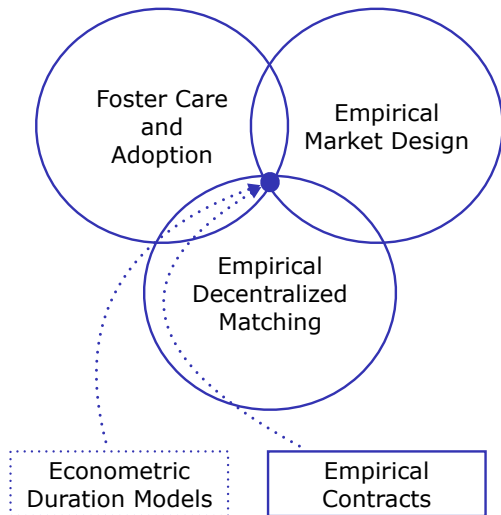 Foster Care
and
Adoption
Empirical
Market Design
Empirical
Decentralized
Matching
Econometric
Duration Models
Empirical
Contracts